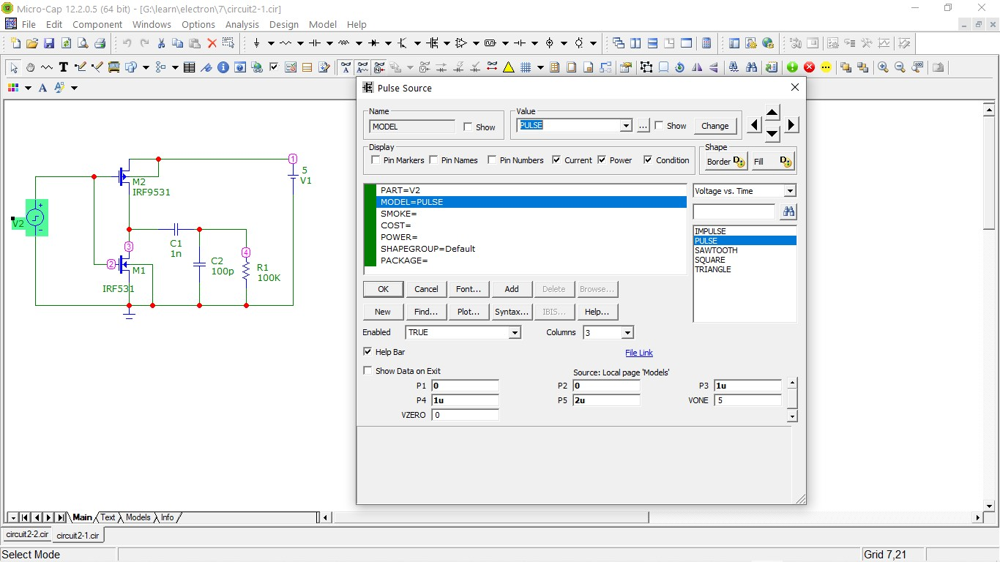 Micro-Cap 12.2.0.5 (64 bit) - [G:\learn\electron\7\circuit2-1.cir]
File Edit Component Windows Options Analysis Design Model Help
Pulse Source
Name
MODEL
Show
Value
PULSE
...
Show
Change
Display
Pin Markers
Pin Names
Pin Numbers
Current
Power
Condition
Shape
Border
Fill
PART=V2
MODEL=PULSE
SMOKE=
COST=
POWER=
SHAPEGROUP=Default
PACKAGE=
Voltage vs. Time
IMPULSE
PULSE
SAWTOOTH
SQUARE
TRIANGLE
OK Cancel Font... Add Delete Browse...
New Find... Plot... Syntax... IBIS... Help...
Enabled TRUE Columns 3
Help Bar
File Link
Show Data on Exit
Source: Local page 'Models'
P1 0 P2 0 P3 1u
P4 1u P5 2u VONE 5
VZERO 0
1
5
V1
M2
IRF9531
V2
C1
1n
3
2
M1
IRF531
C2
100p
4
R1
100K
Main Text Models Info
circuit2-2.cir circuit2-1.cir
Select Mode
Grid 7,21